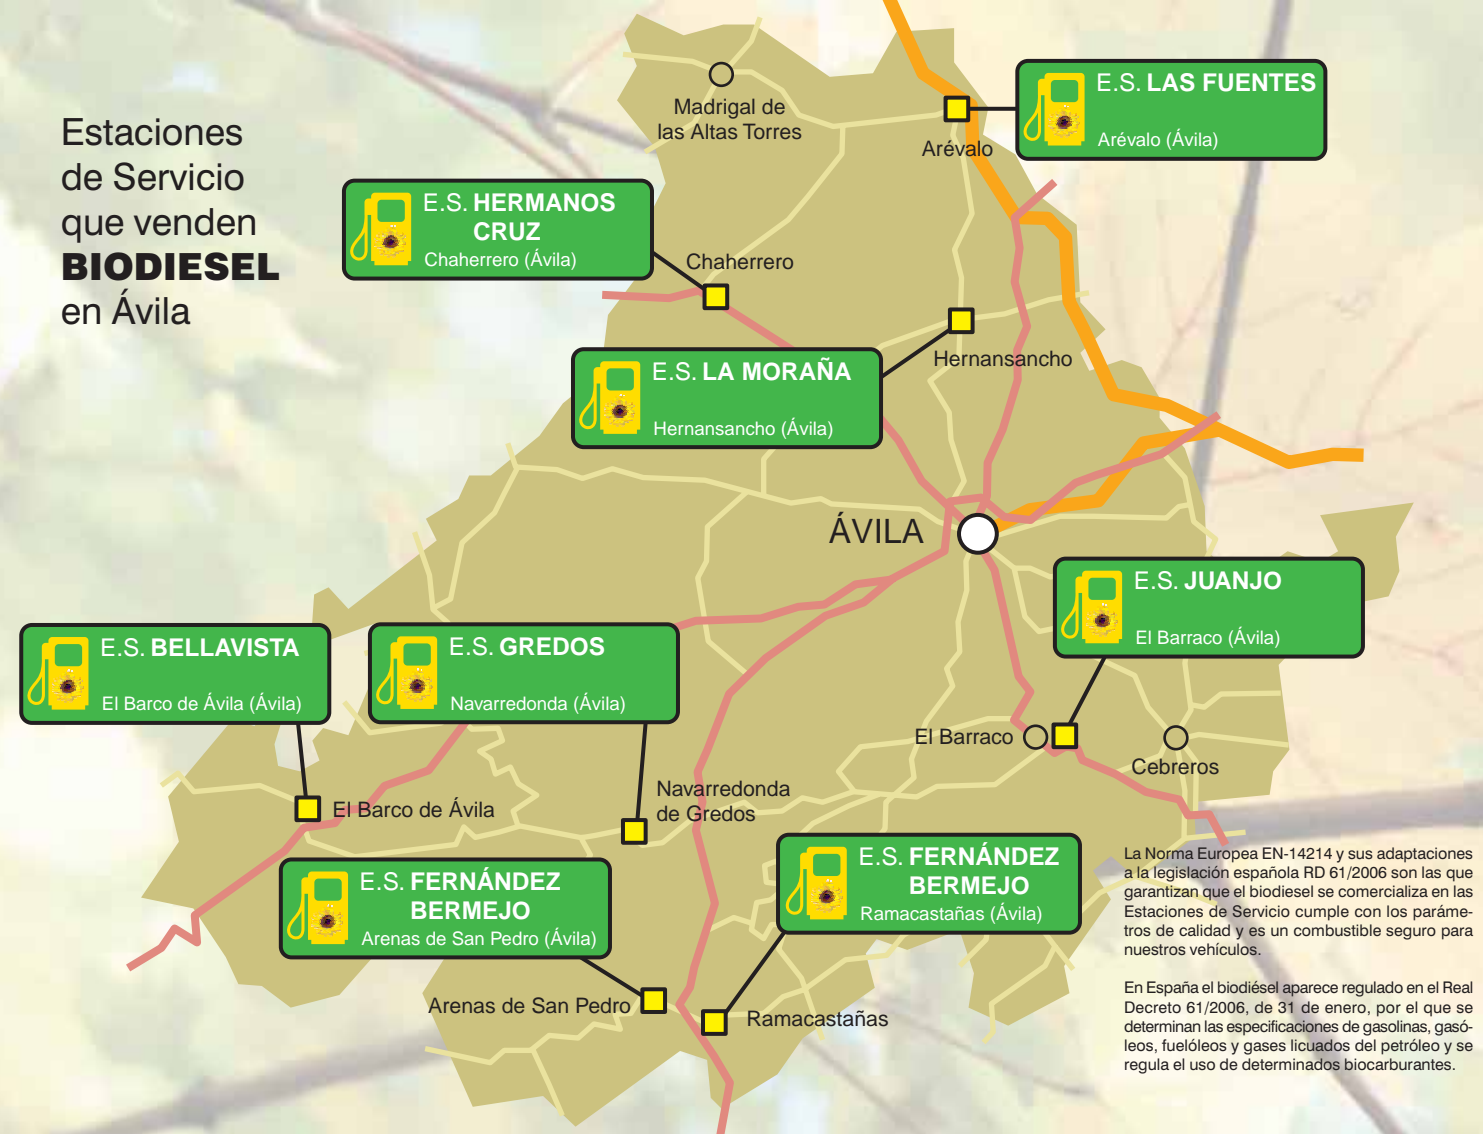 Estaciones
de Servicio
que venden
BIODIESEL
en Ávila
Madrigal de
las Altas Torres
Arévalo
E.S. LAS FUENTES
Arévalo (Ávila)
E.S. HERMANOS
CRUZ
Chaherrero (Ávila)
Chaherrero
E.S. LA MORAÑA
Hernansancho (Ávila)
Hernansancho
ÁVILA
E.S. JUANJO
El Barraco (Ávila)
E.S. BELLAVISTA
El Barco de Ávila (Ávila)
E.S. GREDOS
Navarredonda (Ávila)
El Barraco
Cebreros
El Barco de Ávila
Navarredonda
de Gredos
E.S. FERNÁNDEZ
BERMEJO
Arenas de San Pedro (Ávila)
E.S. FERNÁNDEZ
BERMEJO
Ramacastañas (Ávila)
Arenas de San Pedro
Ramacastañas
La Norma Europea EN-14214 y sus adaptaciones
a la legislación española RD 61/2006 son las que
garantizan que el biodiesel se comercializa en las
Estaciones de Servicio cumple con los paráme-
tros de calidad y es un combustible seguro para
nuestros vehículos.
En España el biodiésel aparece regulado en el Real
Decreto 61/2006, de 31 de enero, por el que se
determinan las especificaciones de gasolinas, gasó-
leos, fuelóleos y gases licuados del petróleo y se
regula el uso de determinados biocarburantes.